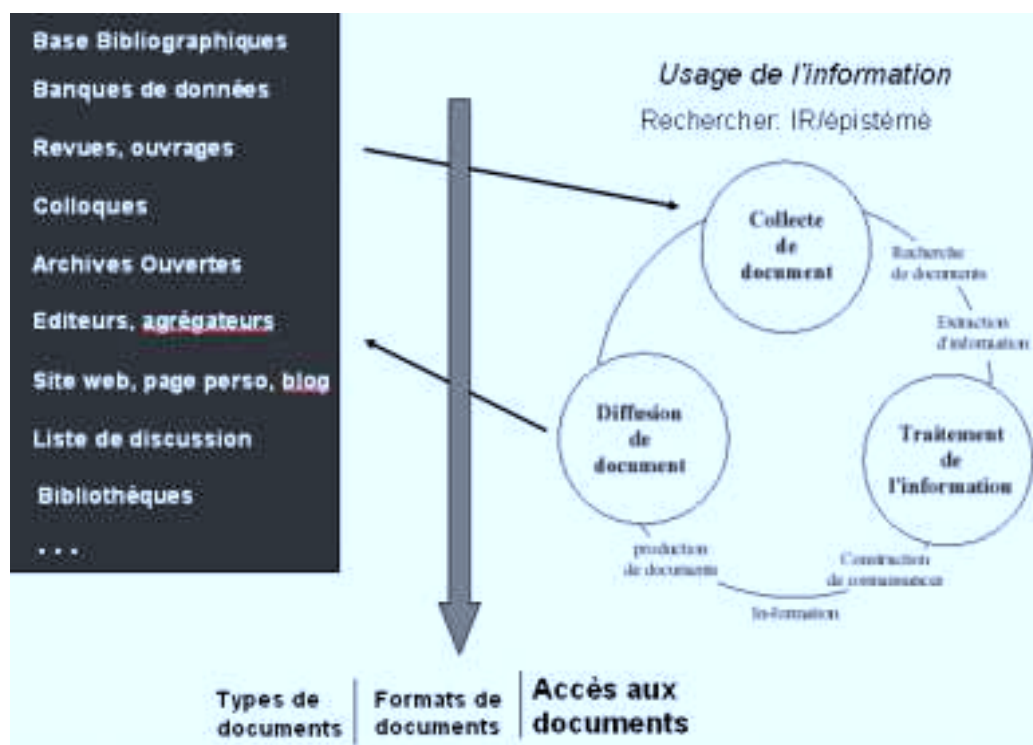 Base Bibliographiques
Banques de données
Revues, ouvrages
Colloques
Archives Ouvertes
Editeurs, agrégateurs
Site web, page perso, blog
Liste de discussion
Bibliothèques
...
Usage de l'information
Rechercher: IR/épistémè
Collecte
de
document
Recherche
de documents
Extraction
d'information
Diffusion
de
document
Traitement
de
l'information
production
de documents
Construction
de connaissances
In-formation
Types de
documents
Formats de
documents
Accès aux
documents